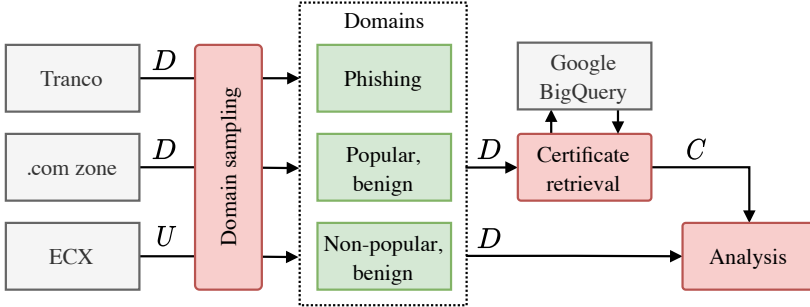 Domains
Tranco
D
Domain sampling
Phishing
Google
BigQuery
.com zone
D
Popular,
benign
D
Certificate
retrieval
C
ECX
U
Non-popular,
benign
D
Analysis